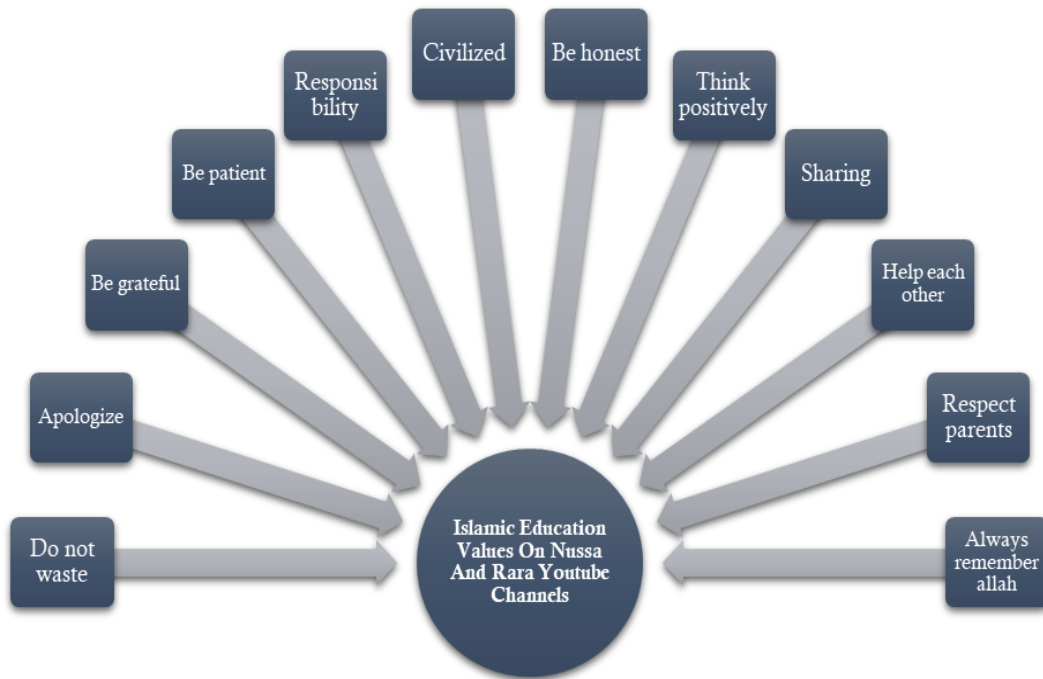 Do not
waste
Apologize
Be grateful
Be patient
Responsi
bility
Civilized
Be honest
Think
positively
Sharing
Help each
other
Respect
parents
Always
remember
allah
Islamic Education
Values On Nussa
And Rara Youtube
Channels